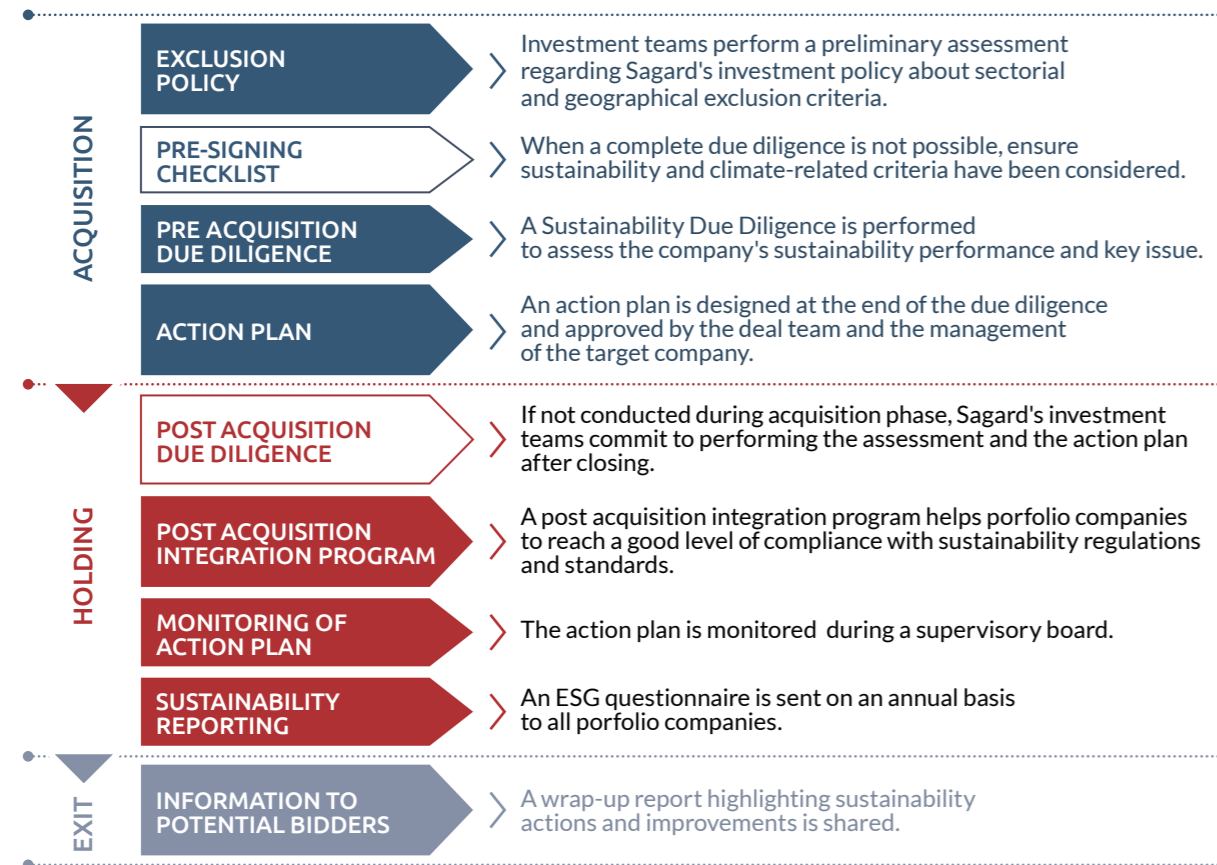 ACQUISITION
EXCLUSION
POLICY
Investment teams perform a preliminary assessment
regarding Sagard's investment policy about sectorial
and geographical exclusion criteria.
PRE-SIGNING
CHECKLIST
When a complete due diligence is not possible, ensure
sustainability and climate-related criteria have been considered.
PRE ACQUISITION
DUE DILIGENCE
A Sustainability Due Diligence is performed
to assess the company's sustainability performance and key issue.
ACTION PLAN
An action plan is designed at the end of the due diligence
and approved by the deal team and the management
of the target company.
HOLDING
POST ACQUISITION
DUE DILIGENCE
If not conducted during acquisition phase, Sagard's investment
teams commit to performing the assessment and the action plan
after closing.
POST ACQUISITION
INTEGRATION PROGRAM
A post acquisition integration program helps porfolio companies
to reach a good level of compliance with sustainability regulations
and standards.
MONITORING OF
ACTION PLAN
The action plan is monitored during a supervisory board.
SUSTAINABILITY
REPORTING
An ESG questionnaire is sent on an annual basis
to all porfolio companies.
EXIT
INFORMATION TO
POTENTIAL BIDDERS
A wrap-up report highlighting sustainability
actions and improvements is shared.